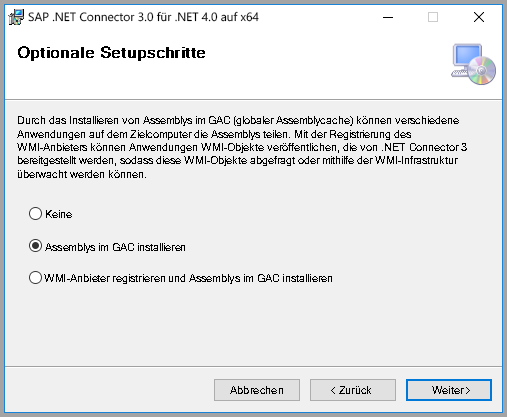 SAP .NET Connector 3.0 für .NET 4.0 auf x64
Optionale Setupschritte
Durch das Installieren von Assemblys im GAC (globaler Assemblycache) können verschiedene
Anwendungen auf dem Zielcomputer die Assemblys teilen. Mit der Registrierung des
WMI-Anbieters können Anwendungen WMI-Objekte veröffentlichen, die von .NET Connector 3
bereitgestellt werden, sodass diese WMI-Objekte abgefragt oder mithilfe der WMI-Infrastruktur
überwacht werden können.
Keine
Assemblys im GAC installieren
WMI-Anbieter registrieren und Assemblys im GAC installieren
Abbrechen
< Zurück
Weiter>